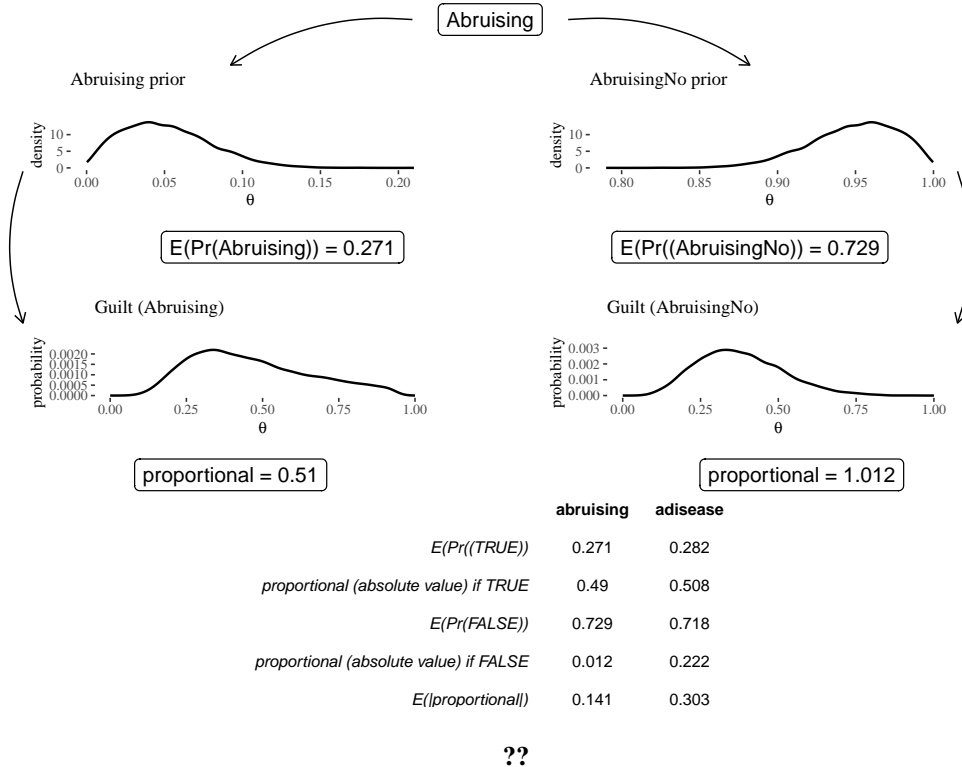 Abruising
Abruising prior
AbruisingNo prior
density
10
5
0
0.00 0.05 0.10 0.15 0.20
θ
density
10
5
0
0.80 0.85 0.90 0.95 1.00
θ
E(Pr(Abruising)) = 0.271
E(Pr((AbruisingNo)) = 0.729
Guilt (Abruising)
Guilt (AbruisingNo)
probability
0.0020
0.0015
0.0010
0.0005
0.0000
0.00 0.25 0.50 0.75 1.00
θ
probability
0.003
0.002
0.001
0.000
0.00 0.25 0.50 0.75 1.00
θ
proportional = 0.51
proportional = 1.012
abruising adisease
E(Pr((TRUE)) 0.271 0.282
proportional (absolute value) if TRUE 0.49 0.508
E(Pr(FALSE)) 0.729 0.718
proportional (absolute value) if FALSE 0.012 0.222
E(|proportional|) 0.141 0.303
??